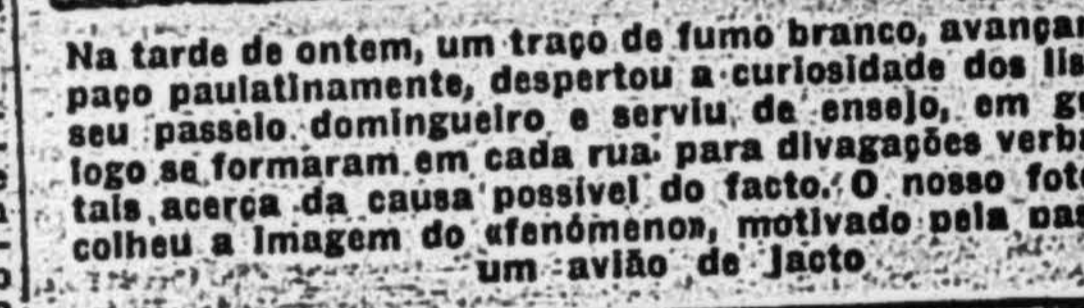 Na tarde de ontem, um traço de fumo branco, avançan
paço paulatinamente, despertou a curiosidade dos lis
seu passeio domingueiro e serviu de ensejo, em g
logo se formaram em cada rua para divagações verb
tais acerca da causa possível do facto. O nosso fot
colheu a imagem do «fenómeno», motivado pela pas
um avião de jacto